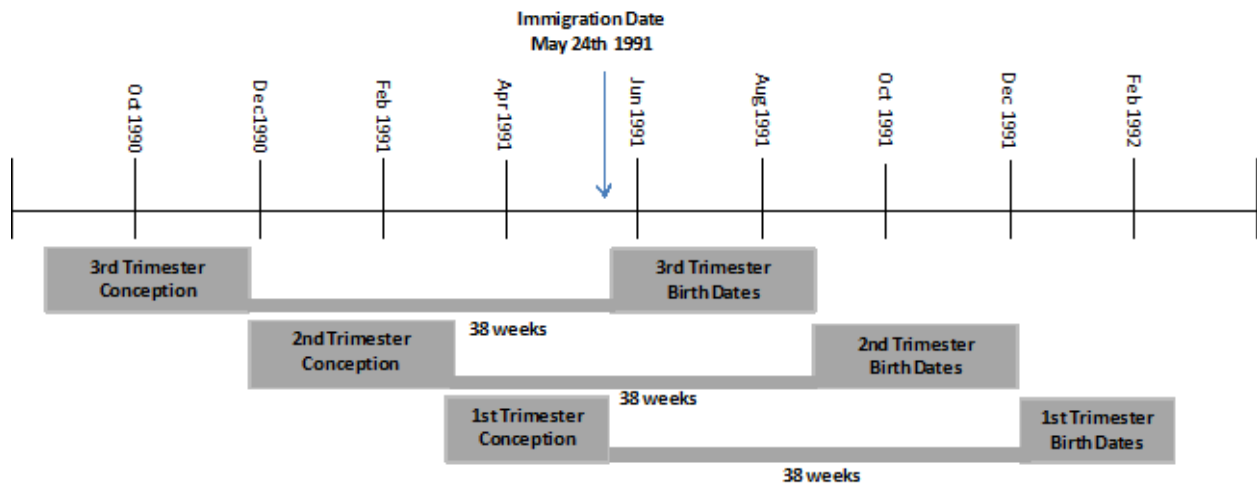 Immigration Date
May 24th 1991
Oct 1990
Dec1990
Feb 1991
Apr 1991
Jun 1991
Aug 1991
Oct 1991
Dec 1991
Feb 1992
3rd Trimester
Conception
3rd Trimester
Birth Dates
38 weeks
2nd Trimester
Conception
2nd Trimester
Birth Dates
38 weeks
1st Trimester
Conception
1st Trimester
Birth Dates
38 weeks